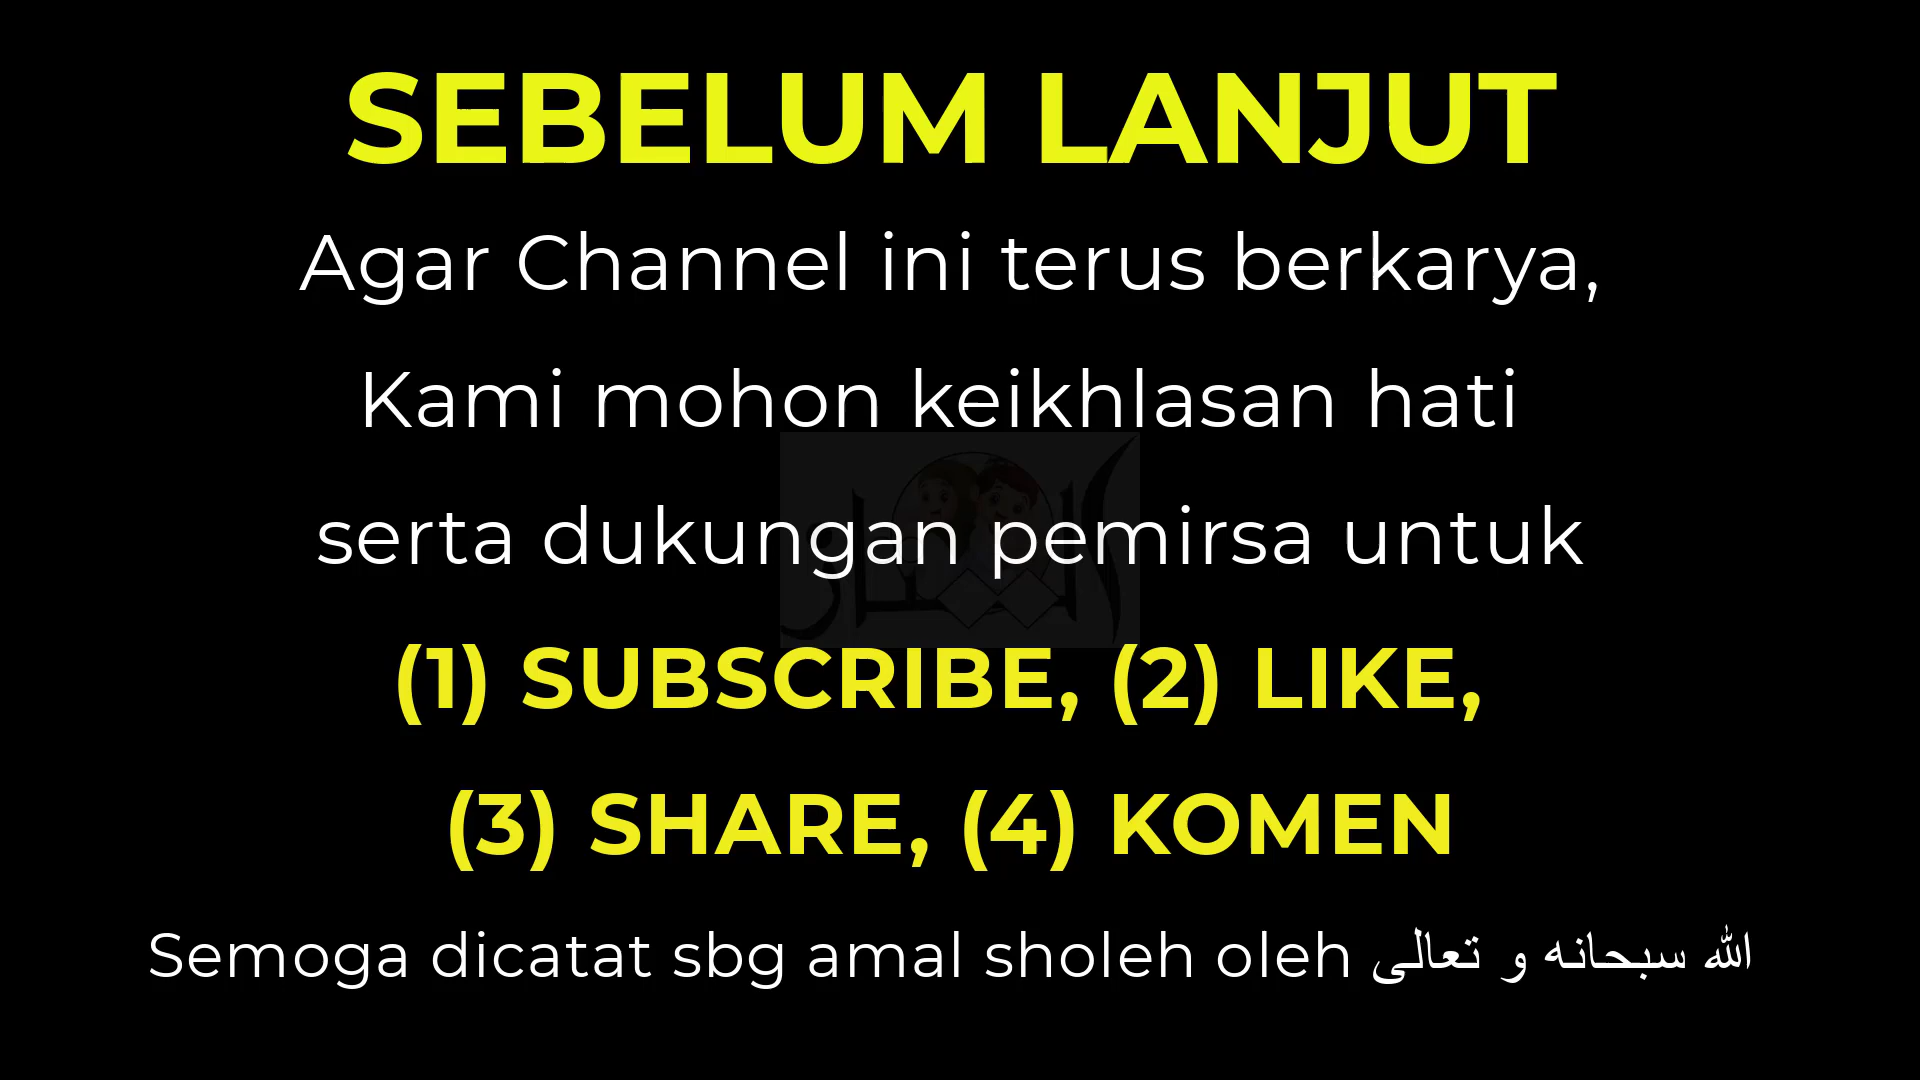 SEBELUM LANJUT
Agar Channel ini terus berkarya,
Kami mohon keikhlasan hati
serta dukungan pemirsa untuk
(1) SUBSCRIBE, (2) LIKE,
(3) SHARE, (4) KOMEN
Semoga dicatat sbg amal sholeh oleh الله سبحانه و تعالى